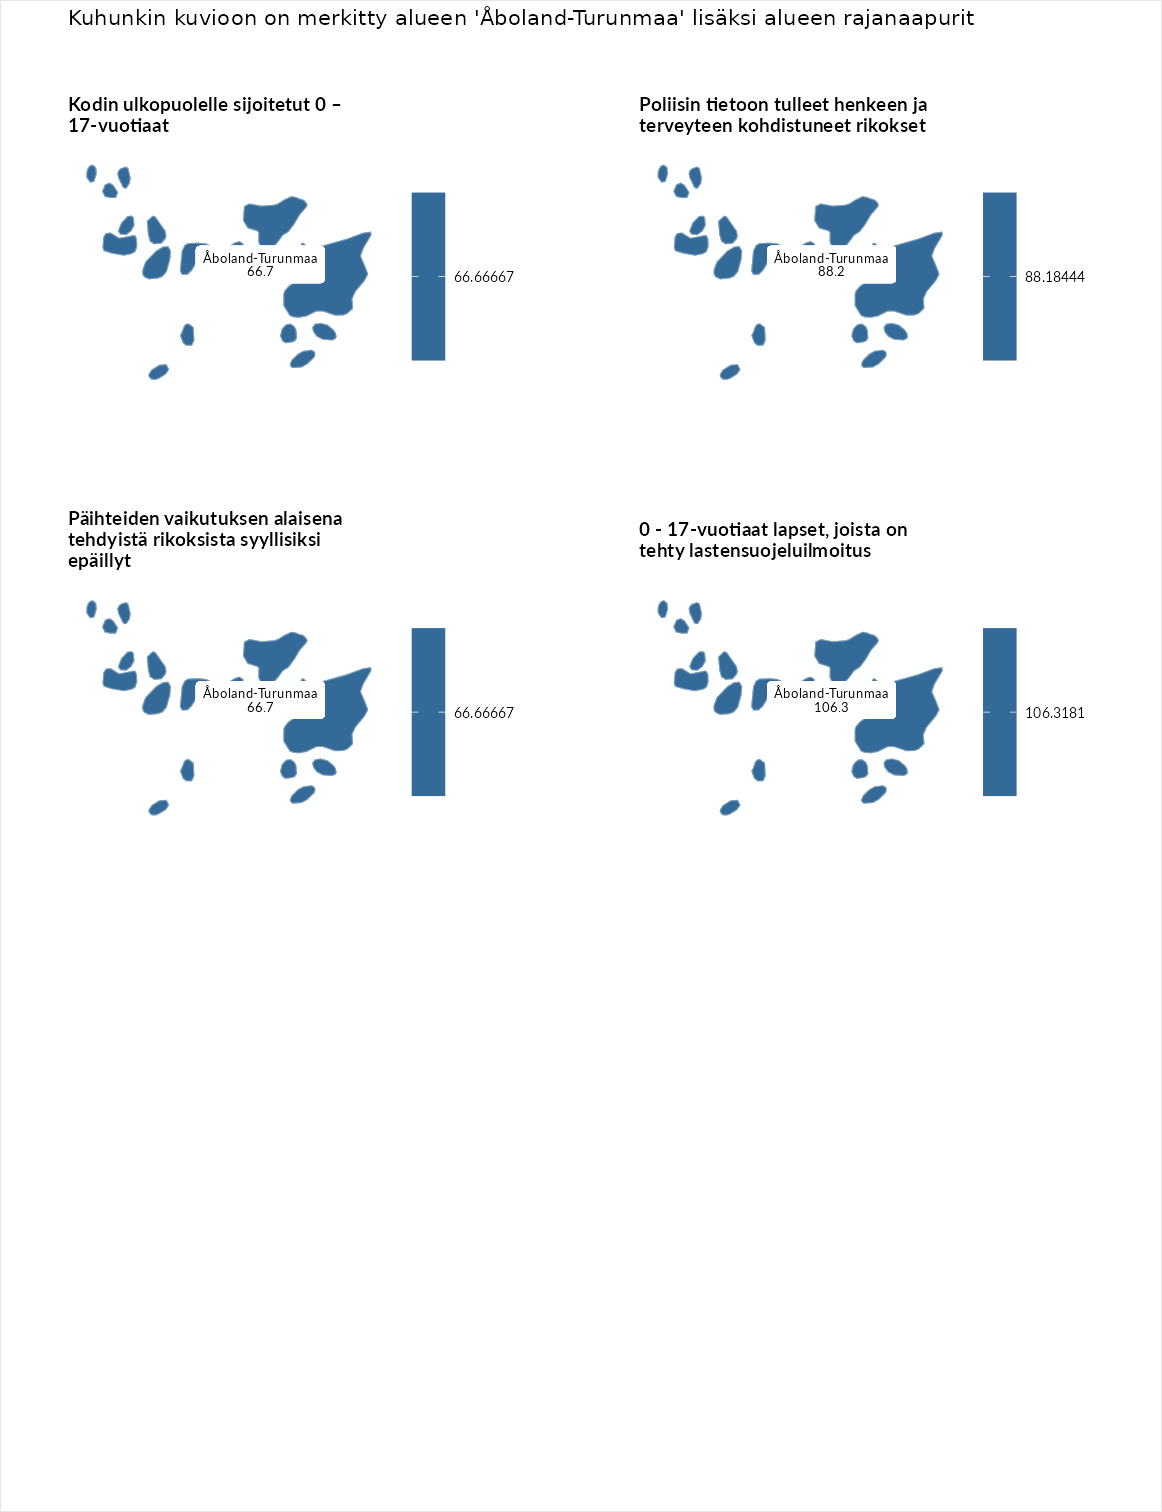 Kuhunkin kuvioon on merkitty alueen 'Åboland-Turunmaa' lisäksi alueen rajanaapurit
Kodin ulkopuolelle sijoitetut 0 –
17-vuotiaat
Åboland-Turunmaa
66.7
66.66667
Poliisin tietoon tulleet henkeen ja
terveyteen kohdistuneet rikokset
Åboland-Turunmaa
88.2
88.18444
Päihteiden vaikutuksen alaisena
tehdyistä rikoksista syyllisiksi
epäillyt
Åboland-Turunmaa
66.7
66.66667
0 - 17-vuotiaat lapset, joista on
tehty lastensuojeluilmoitus
Åboland-Turunmaa
106.3
106.3181